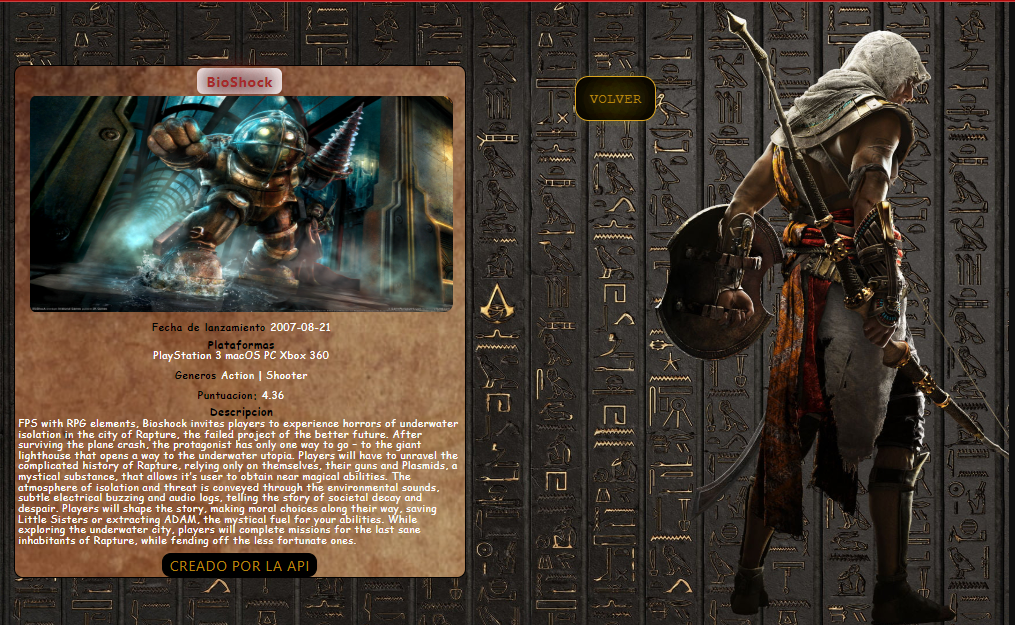 BioShock
VOLVER
Fecha de lanzamiento 2007-08-21
Plataformas
PlayStation 3 macOS PC Xbox 360
Generos Action | Shooter
Puntuacion: 4.36
Descripcion
FPS with RPG elements, Bioshock invites players to experience horrors of underwater
isolation in the city of Rapture, the failed project of the better future. After
surviving the plane crash, the protagonist has only one way to go – to the giant
lighthouse that opens a way to the underwater utopia. Players will have to unravel the
complicated history of Rapture, relying only on themselves, their guns and Plasmids, a
mystical substance, that allows it's user to obtain near magical abilities. The
atmosphere of isolation and threat is conveyed through the environmental sounds,
subtle electrical buzzing and audio logs, telling the story of societal decay and
despair. Players will shape the story, making moral choices along their way, saving
Little Sisters or extracting ADAM, the mystical fuel for your abilities. While
exploring the underwater city, players will complete missions for the last sane
inhabitants of Rapture, while fending off the less fortunate ones.
CREADO POR LA API